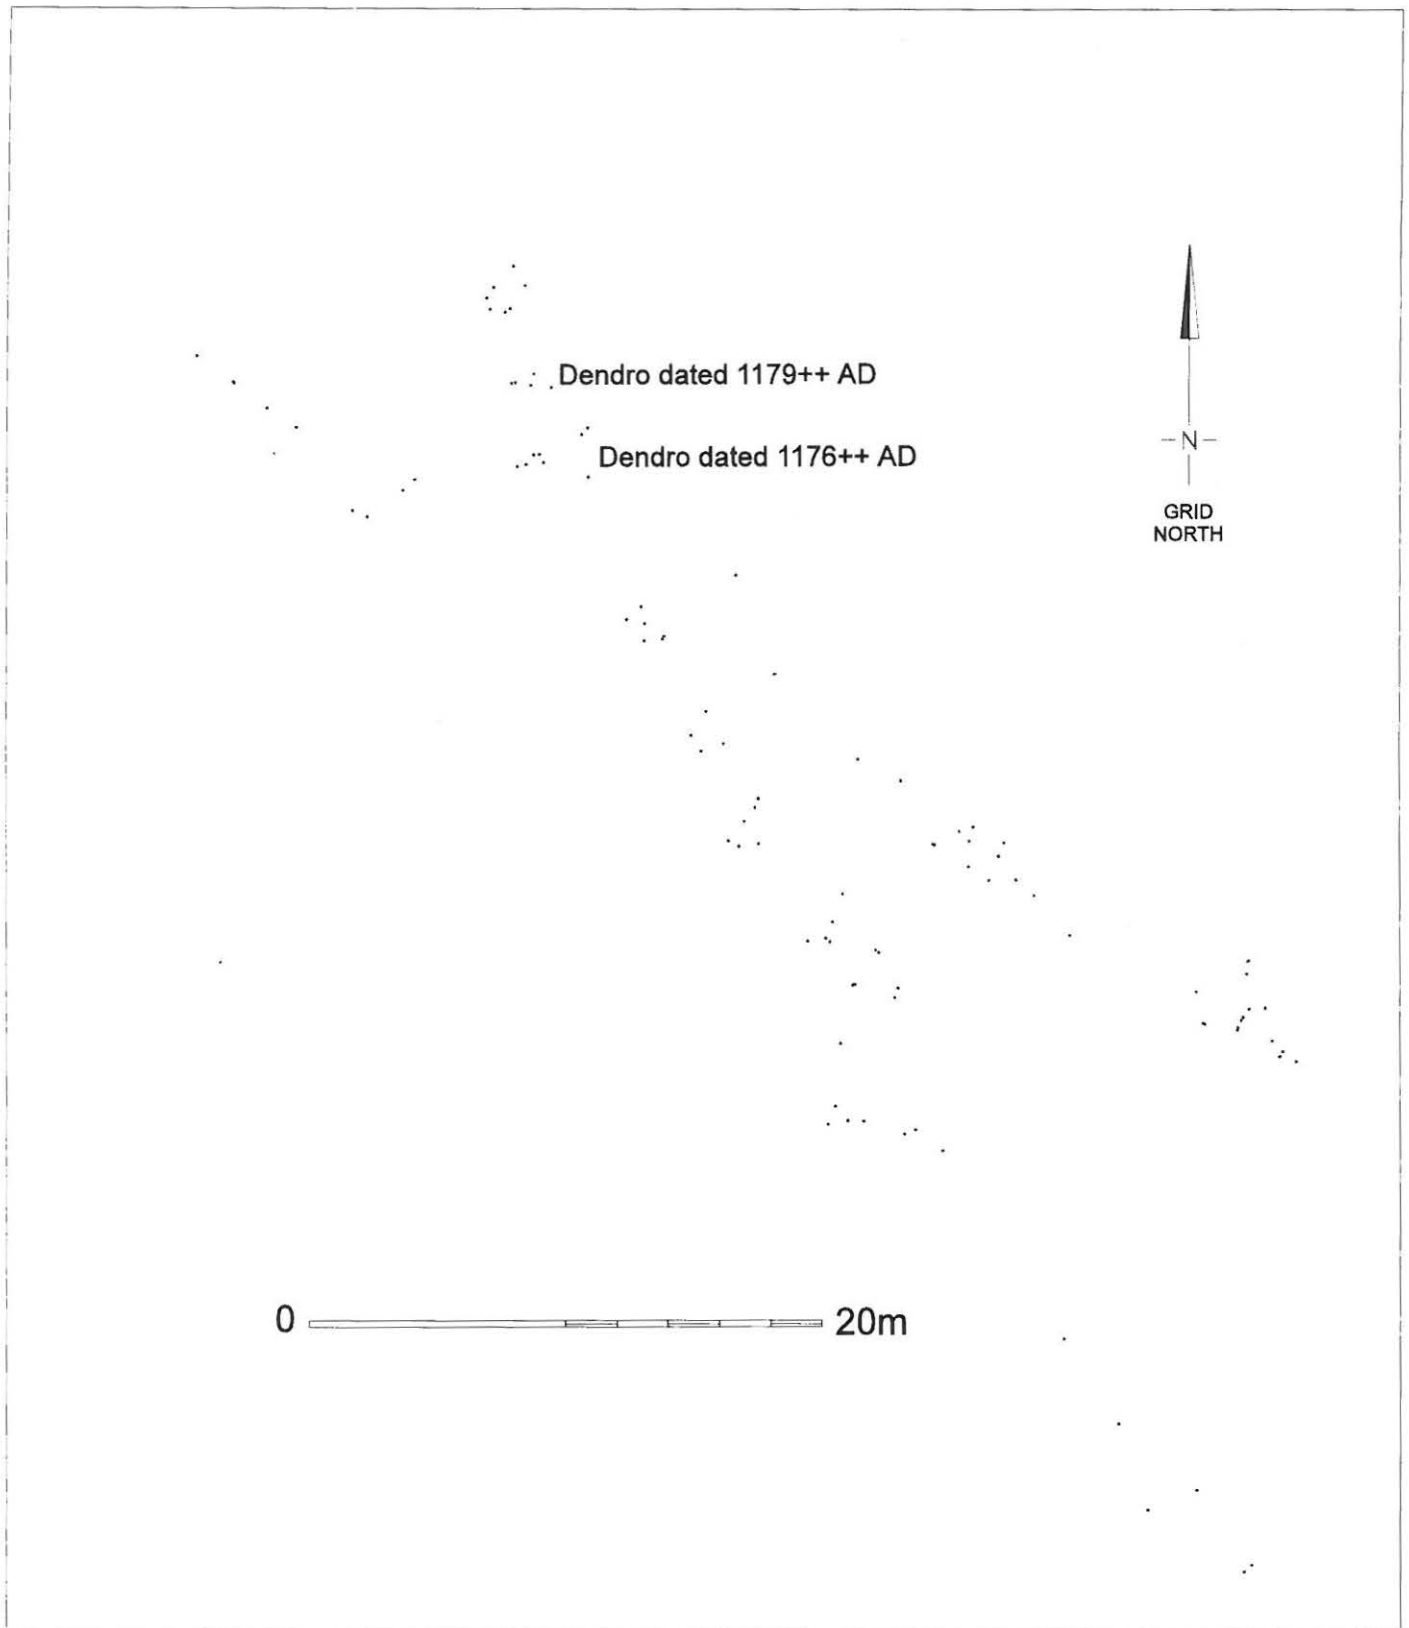 Dendro dated 1179++ AD
Dendro dated 1176++ AD
N
GRID
NORTH
0 20m